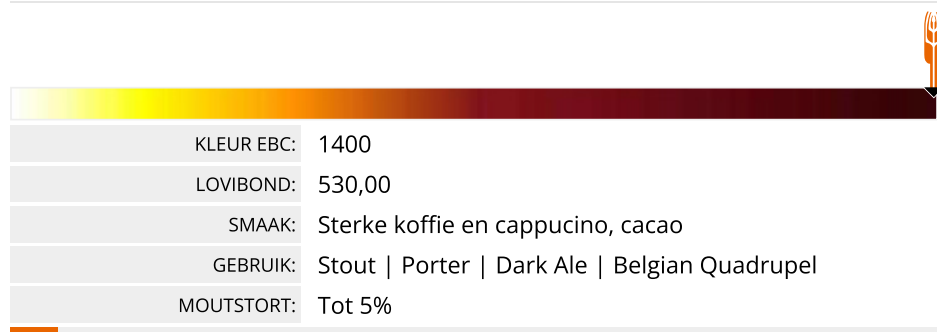 KLEUR EBC: 1400
LOVIBOND: 530,00
SMAAK: Sterke koffie en cappucino, cacao
GEBRUIK: Stout | Porter | Dark Ale | Belgian Quadrupel
MOUTSTORT: Tot 5%